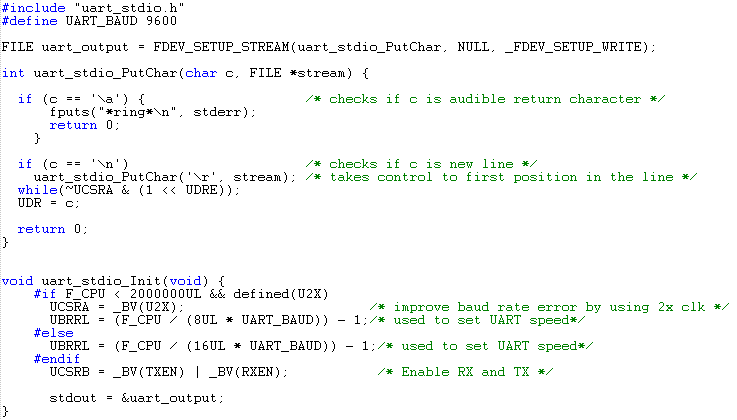 #include "uart_stdio.h"
#define UART_BAUD 9600

FILE uart_output = FDEV_SETUP_STREAM(uart_stdio_PutChar, NULL, _FDEV_SETUP_WRITE);

int uart_stdio_PutChar(char c, FILE *stream) {

  if (c == '\a') {                    /* checks if c is audible return character */
      fputs("*ring*\n", stderr);
      return 0;
    }

  if (c == '\n')                      /* checks if c is new line */
    uart_stdio_PutChar('\r', stream); /* takes control to first position in the line */
  while(~UCSRA & (1 << UDRE));
  UDR = c;

  return 0;
}


void uart_stdio_Init(void) {
    #if F_CPU < 2000000UL && defined(U2X)
      UCSRA = _BV(U2X);                       /* improve baud rate error by using 2x clk */
      UBRRL = (F_CPU / (8UL * UART_BAUD)) - 1;/* used to set UART speed*/
    #else
      UBRRL = (F_CPU / (16UL * UART_BAUD)) - 1;/* used to set UART speed*/
    #endif
      UCSRB = _BV(TXEN) | _BV(RXEN);           /* Enable RX and TX */

      stdout = &uart_output;
}